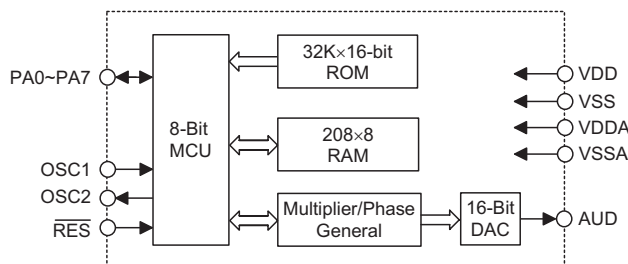 32K×16-bit
ROM
PA0~PA7
VDD
VSS
8-Bit
MCU
208×8
RAM
VDDA
VSSA
OSC1
OSC2
Multiplier/Phase
General
16-Bit
DAC
AUD
RES